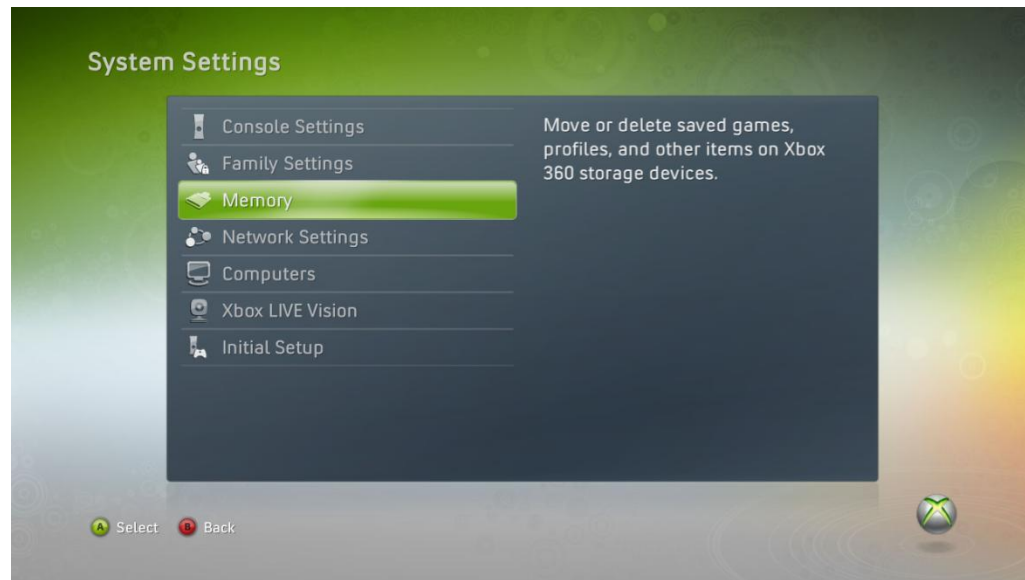 System Settings
Console Settings
Family Settings
Memory
Network Settings
Computers
Xbox LIVE Vision
Initial Setup
Move or delete saved games,
profiles, and other items on Xbox
360 storage devices.
A Select B Back